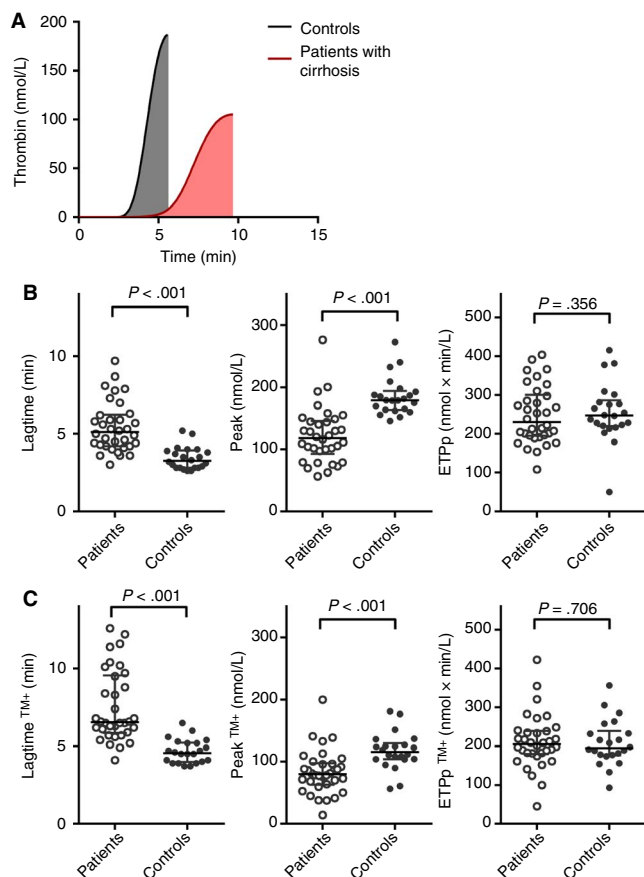 A
200
150
100
50
0
Thrombin (nmol/L)
0
5
10
15
Time (min)
Controls
Patients with
cirrhosis
B
P < .001
10
5
0
Lagtime (min)
Patients
Controls
P < .001
300
200
100
0
Peak (nmol/L)
Patients
Controls
P = .356
500
400
300
200
100
0
ETPp (nmol × min/L)
Patients
Controls
C
P < .001
10
5
0
Lagtime TM+ (min)
Patients
Controls
P < .001
300
200
100
0
Peak TM+ (nmol/L)
Patients
Controls
P = .706
500
400
300
200
100
0
ETPp TM+ (nmol × min/L)
Patients
Controls